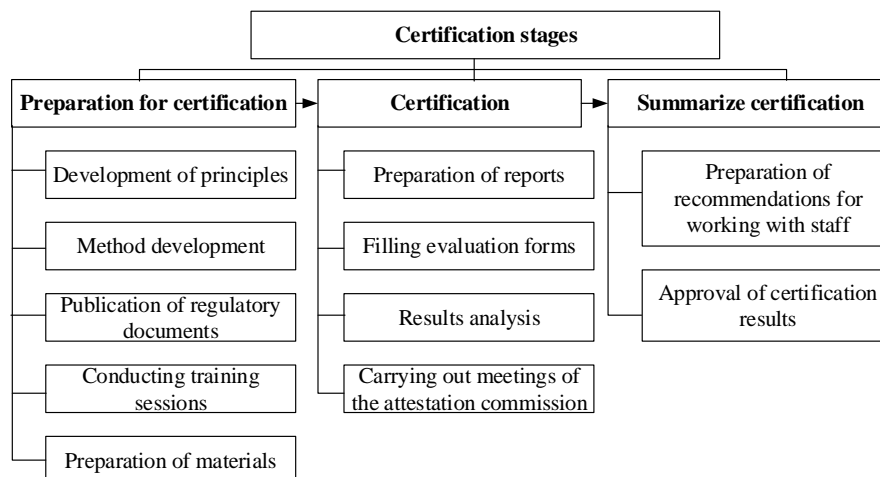 Certification stages
Preparation for certification
Certification
Summarize certification
Development of principles
Method development
Publication of regulatory
documents
Conducting training
sessions
Preparation of materials
Preparation of reports
Filling evaluation forms
Results analysis
Carrying out meetings of
the attestation commission
Preparation of
recommendations for
working with staff
Approval of certification
results